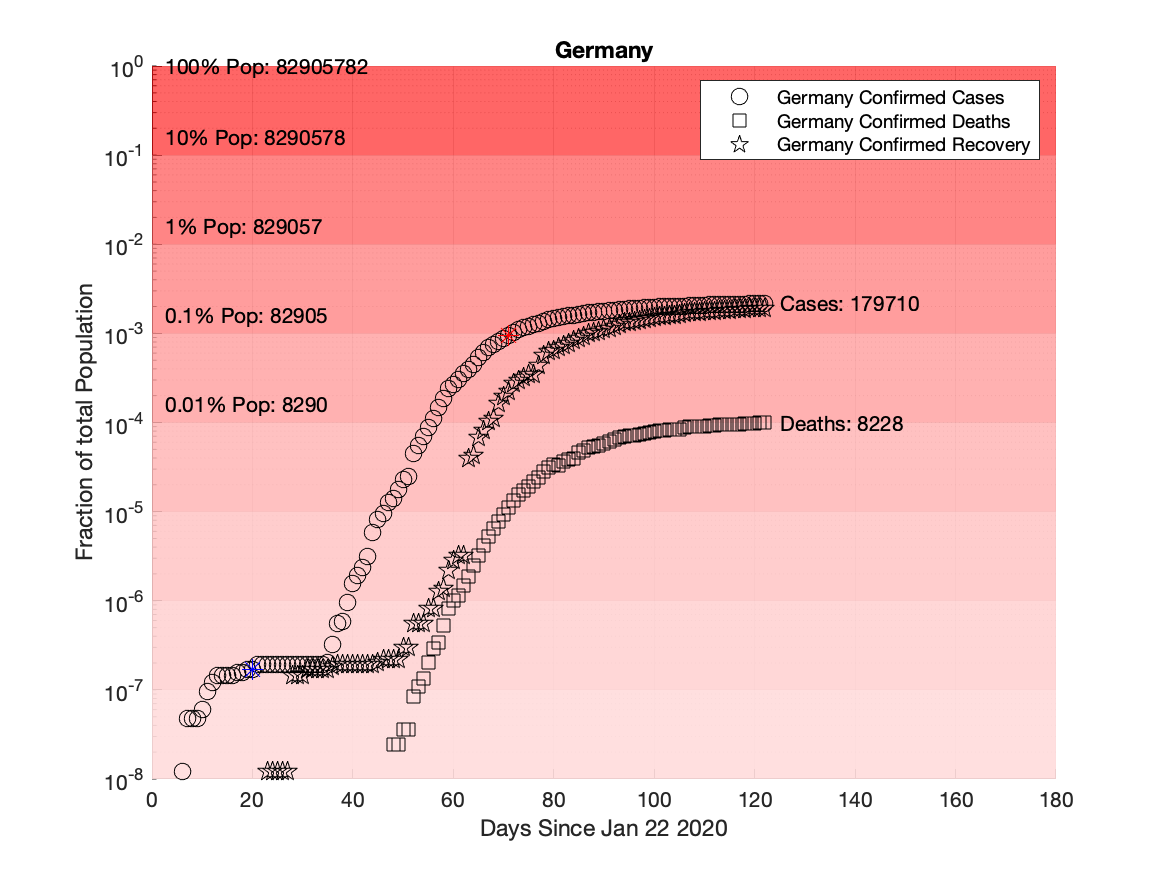 Germany
10^0
100% Pop: 82905782
Germany Confirmed Cases
Germany Confirmed Deaths
Germany Confirmed Recovery
10% Pop: 8290578
10^-1
1% Pop: 829057
10^-2
0.1% Pop: 82905
Cases: 179710
10^-3
0.01% Pop: 8290
10^-4
Deaths: 8228
10^-5
10^-6
10^-7
10^-8
Fraction of total Population
0 20 40 60 80 100 120 140 160 180
Days Since Jan 22 2020